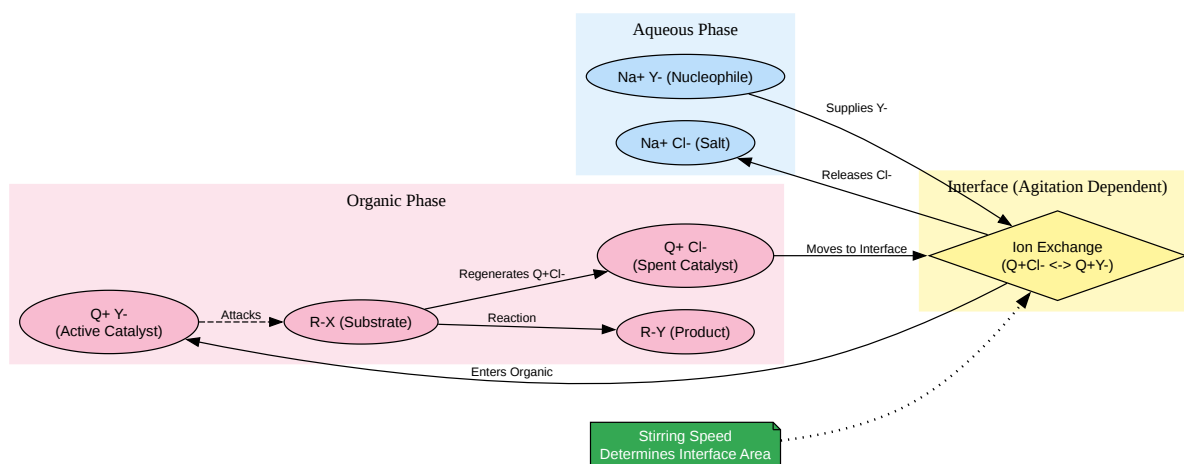 Aqueous Phase
Na+ Y- (Nucleophile)
Supplies Y-
Na+ Cl- (Salt)
Releases Cl-
Interface (Agitation Dependent)
Organic Phase
Q+ Cl-
(Spent Catalyst)
Moves to Interface
Ion Exchange
(Q+Cl- <-> Q+Y-)
Regenerates Q+Cl-
Q+ Y-
(Active Catalyst)
Attacks
R-X (Substrate)
Reaction
R-Y (Product)
Enters Organic
Stirring Speed
Determines Interface Area